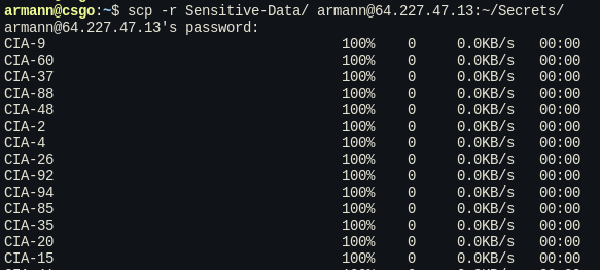 armann@csgo:~$ scp -r Sensitive-Data/ armann@64.227.47.13:~/Secrets/
armann@64.227.47.13's password:
CIA-9 100% 0 0.0KB/s 00:00
CIA-60 100% 0 0.0KB/s 00:00
CIA-37 100% 0 0.0KB/s 00:00
CIA-88 100% 0 0.0KB/s 00:00
CIA-48 100% 0 0.0KB/s 00:00
CIA-2 100% 0 0.0KB/s 00:00
CIA-4 100% 0 0.0KB/s 00:00
CIA-26 100% 0 0.0KB/s 00:00
CIA-92 100% 0 0.0KB/s 00:00
CIA-94 100% 0 0.0KB/s 00:00
CIA-85 100% 0 0.0KB/s 00:00
CIA-35 100% 0 0.0KB/s 00:00
CIA-20 100% 0 0.0KB/s 00:00
CIA-15 100% 0 0.0KB/s 00:00